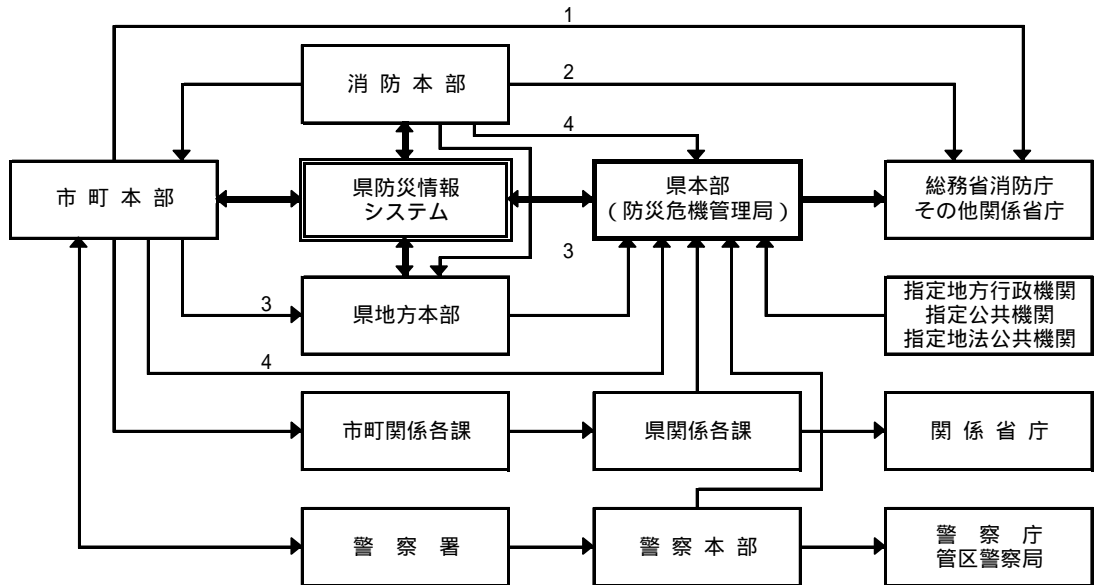 1
消防本部
2
4
市町本部
県防災情報
システム
県本部
（防災危機管理局）
総務省消防庁
その他関係省庁
3
3
県地方本部
指定地方行政機関
指定公共機関
指定地法公共機関
4
市町関係各課
県関係各課
関係省庁
警察署
警察本部
警察庁
管区警察局